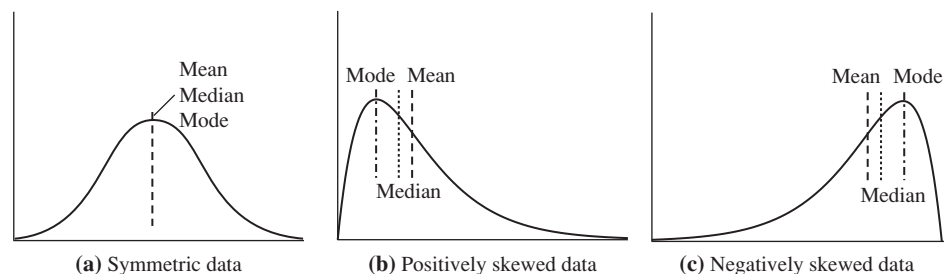 Mean
Median
Mode
(a) Symmetric data
Mode Mean
Median
(b) Positively skewed data
Mean Mode
Median
(c) Negatively skewed data